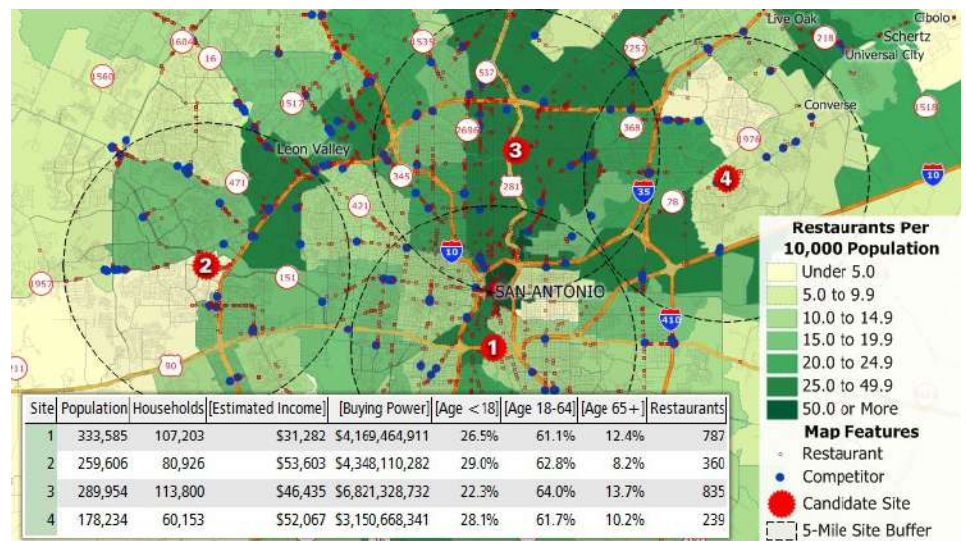 Live Oak
Cibolo
Schertz
Universal City
1604
16
1535
2252
218
1560
537
1517
Converse
1518
2696
368
1976
Leon Valley
3
345
471
281
4
35
78
10
421
10
2
1957
151
SAN ANTONIO
410
1
90
211
Restaurants Per
10,000 Population
Under 5.0
5.0 to 9.9
10.0 to 14.9
15.0 to 19.9
20.0 to 24.9
25.0 to 49.9
50.0 or More
Map Features
Restaurant
Competitor
Candidate Site
5-Mile Site Buffer
Site Population Households [Estimated Income] [Buying Power] [Age <18] [Age 18-64] [Age 65+] Restaurants
1 333,585 107,203 $31,282 $4,169,464,911 26.5% 61.1% 12.4% 787
2 259,606 80,926 $53,603 $4,348,110,282 29.0% 62.8% 8.2% 360
3 289,954 113,800 $46,435 $6,821,328,732 22.3% 64.0% 13.7% 835
4 178,234 60,153 $52,067 $3,150,668,341 28.1% 61.7% 10.2% 239